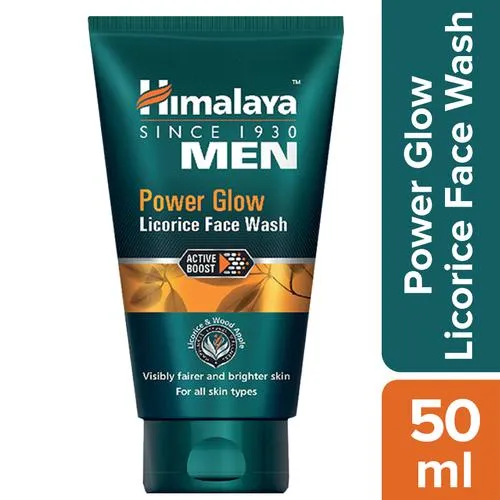 Himalaya™
SINCE 1930
MEN
Power Glow
Licorice Face Wash
ACTIVE
BOOST
Licorice & Wood Apple
Visibly fairer and brighter skin
For all skin types
Power Glow
Licorice Face Wash
50
ml